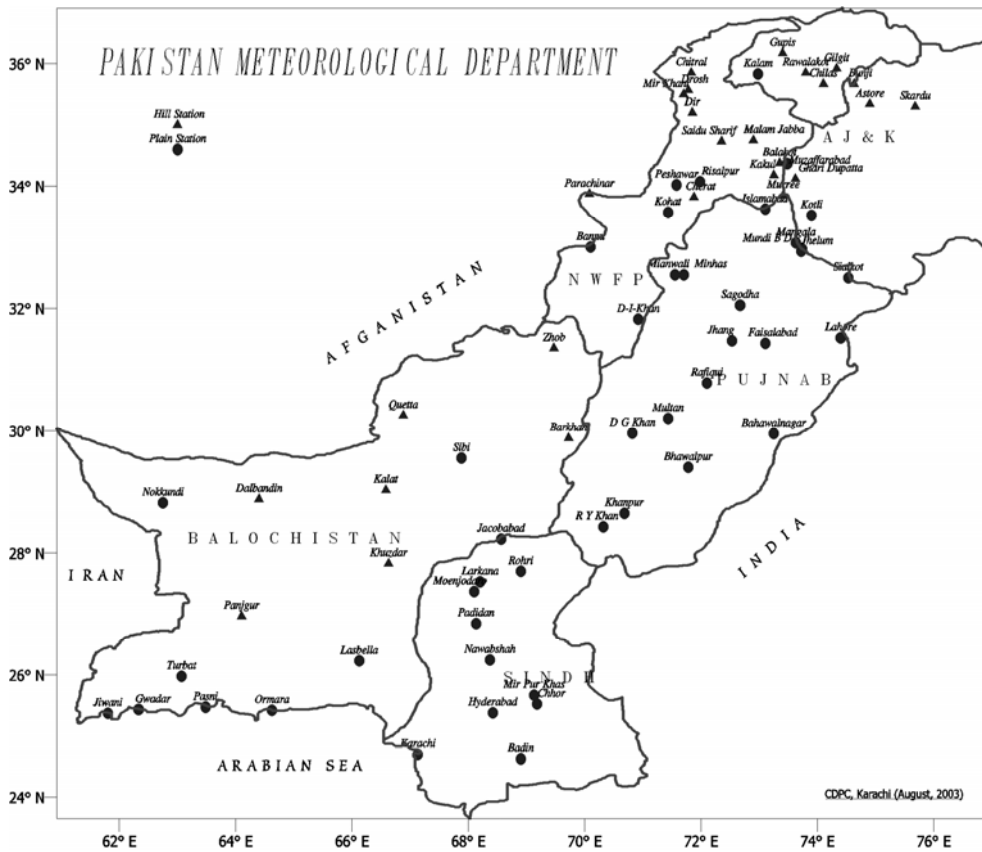 PAKISTAN METEOROLOGICAL DEPARTMENT
36° N
34° N
32° N
30° N
28° N
26° N
24° N
Hill Station
Plain Station
Gupis
Chitral
Kalam
Rawalakot
Gilgit
Drosh
Chilas
Bunji
Mir Khani
Dir
Astore
Skardu
Saidu Sharif
Malam Jabba
AJ&K
Balakot
Muzaffarabad
Kakul
Ghari Dupatta
Peshawar
Risalpur
Murree
Parachinar
Cherat
Islamabad
Kohat
Kotli
Bannu
Mangala
Mundi B D
Jhelum
Mianwali
Minhas
Sialkot
NWFP
AFGANISTAN
Sagodha
D-I-Khan
Zhob
Jhang
Faisalabad
Lahore
Rafiqui
PUJNAB
Quetta
Multan
Barkhan
D G Khan
Bahawalnagar
Sibi
Bhawalpur
Kalat
Nokkundi
Dalbandin
Khanpur
R Y Khan
BALOCHISTAN
Jacobabad
INDIA
Khuzdar
Rohri
IRAN
Larkana
Moenjodaro
Panjgur
Padidan
Lasbella
Nawabshah
Turbat
SINDH
Jiwani
Gwadar
Pasni
Ormara
Mir Pur Khas
Chhor
Hyderabad
Karachi
Badin
ARABIAN SEA
CDPC, Karachi (August, 2003)
62° E
64° E
66° E
68° E
70° E
72° E
74° E
76° E